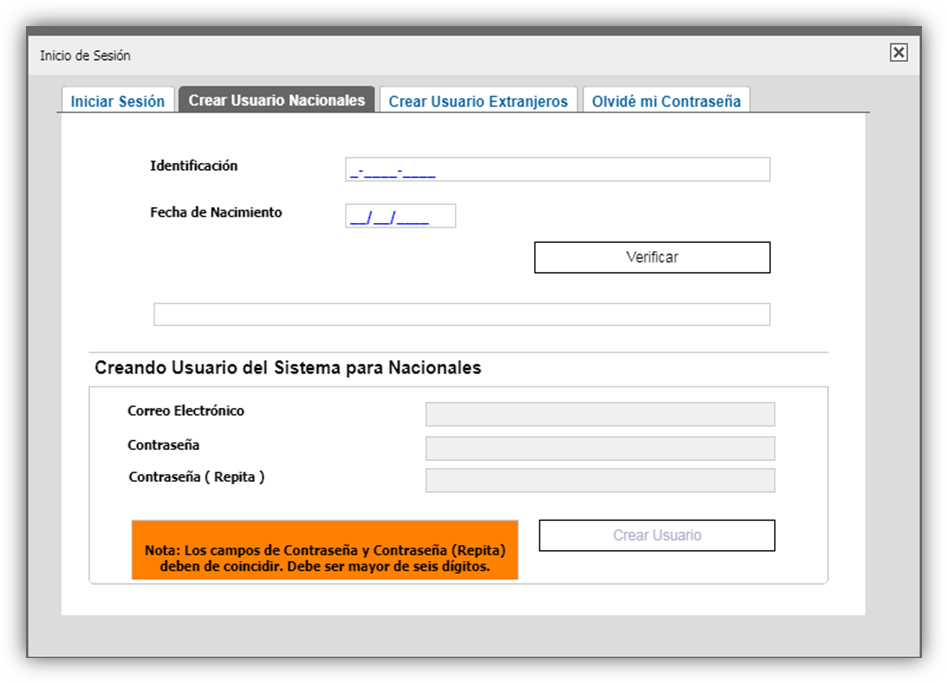 Inicio de Sesión
Iniciar Sesión Crear Usuario Nacionales Crear Usuario Extranjeros Olvidé mi Contraseña
Identificación _-____-____
Fecha de Nacimiento __/__/____
Verificar
Creando Usuario del Sistema para Nacionales
Correo Electrónico
Contraseña
Contraseña ( Repita )
Crear Usuario
Nota: Los campos de Contraseña y Contraseña (Repita)
deben de coincidir. Debe ser mayor de seis dígitos.